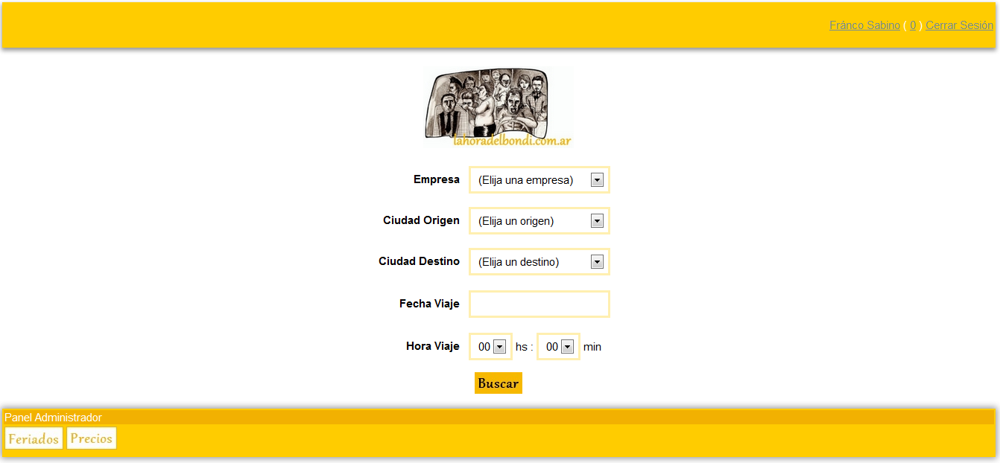 Fránco Sabino ( 0 ) Cerrar Sesión
lahoradelbondi.com.ar
Empresa (Elija una empresa)
Ciudad Origen (Elija un origen)
Ciudad Destino (Elija un destino)
Fecha Viaje
Hora Viaje 00 hs : 00 min
Buscar
Panel Administrador
Feriados Precios